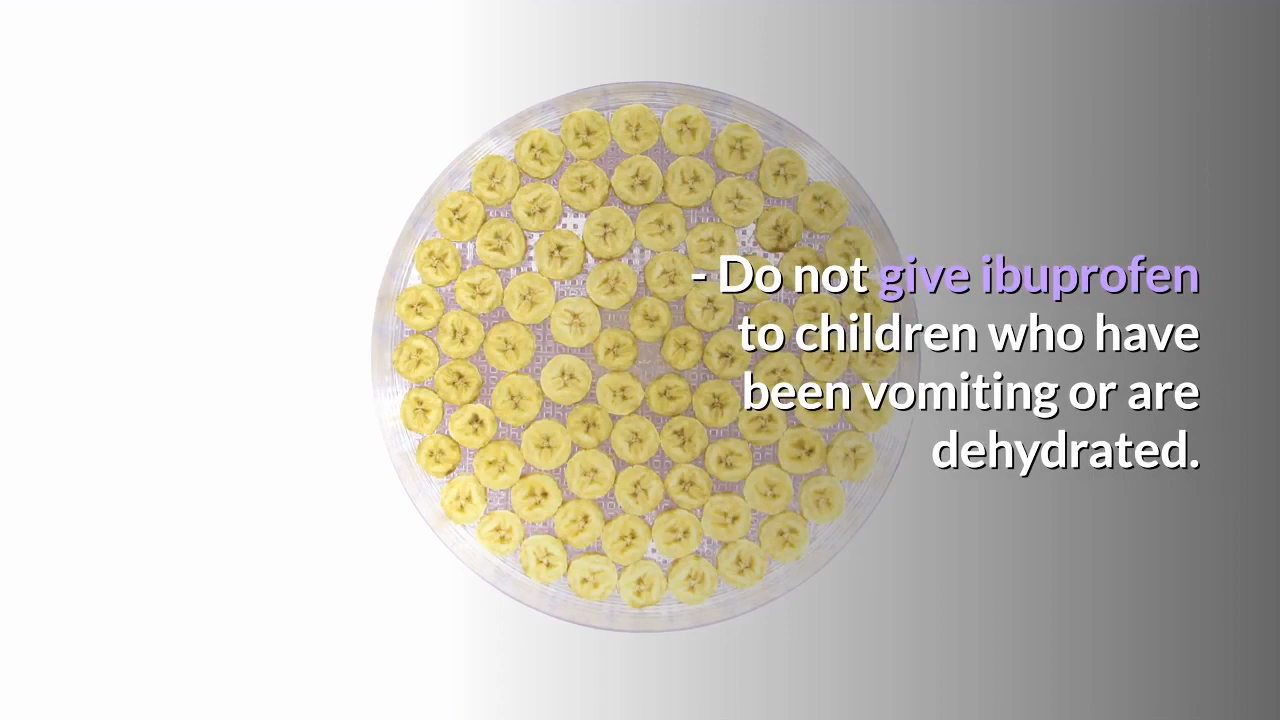 - Do not give ibuprofen
to children who have
been vomiting or are
dehydrated.